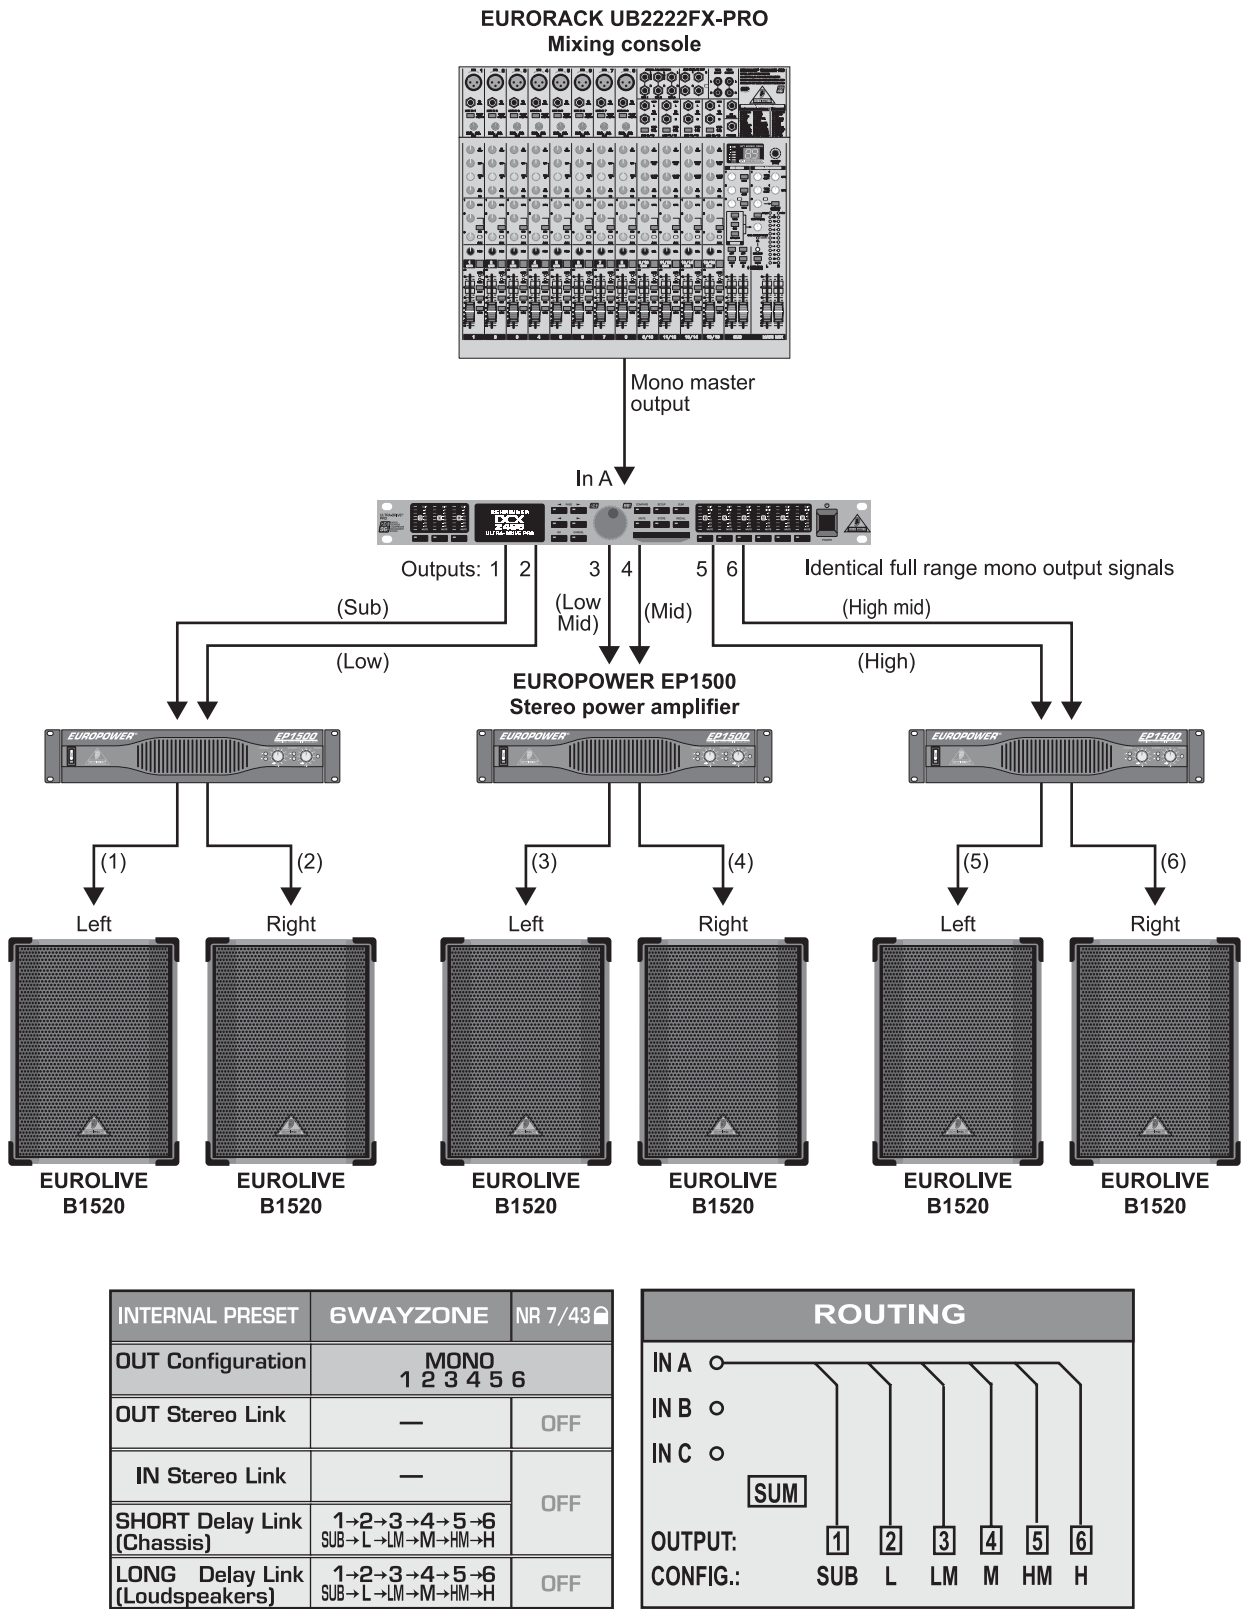 EURORACK UB2222FX-PRO
Mixing console
Mono master
output
In A
BEHRINGER
DCX
2496
ULTRA-DRIVE PRO
Outputs: 1 2 3 4 5 6
Identical full range mono output signals
(Sub)
(Low)
(Low
Mid)
(Mid)
(High mid)
(High)
EUROPOWER EP1500
Stereo power amplifier
EUROPOWER EP1500
EUROPOWER EP1500
EUROPOWER EP1500
(1) (2) (3) (4) (5) (6)
Left Right Left Right Left Right
EUROLIVE EUROLIVE EUROLIVE EUROLIVE EUROLIVE EUROLIVE
B1520 B1520 B1520 B1520 B1520 B1520
INTERNAL PRESET 6WAYZONE NR 7/43
OUT Configuration MONO
1 2 3 4 5 6
OUT Stereo Link — OFF
IN Stereo Link —
OFF
SHORT Delay Link 1→2→3→4→5→6
(Chassis) SUB→L→LM→M→HM→H
LONG Delay Link 1→2→3→4→5→6
(Loudspeakers) SUB→L→LM→M→HM→H
OFF
ROUTING
IN A
IN B
IN C
SUM
OUTPUT: 1 2 3 4 5 6
CONFIG.: SUB L LM M HM H